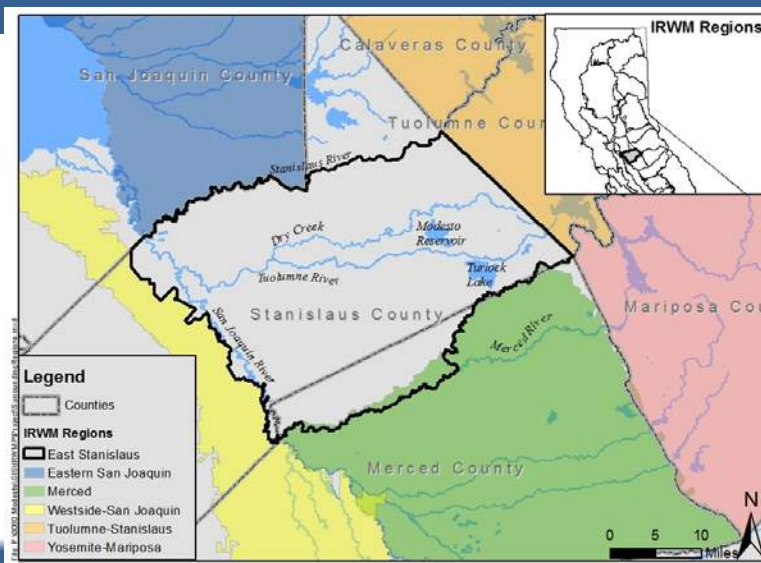 IRWM Regions
Calaveras County
San Joaquin County
Tuolumne Coun
Stanislaus River
Dry Creek
Modesto
Reservoir
Tuolumne River
Turlock
Lake
Stanislaus County
Mariposa Cou
San Joaquin River
Merced River
Merced County
Legend
Counties
IRWM Regions
East Stanislaus
Eastern San Joaquin
Merced
Westside-San Joaquin
Tuolumne-Stanislaus
Yosemite-Mariposa
N
0 5 10
Miles